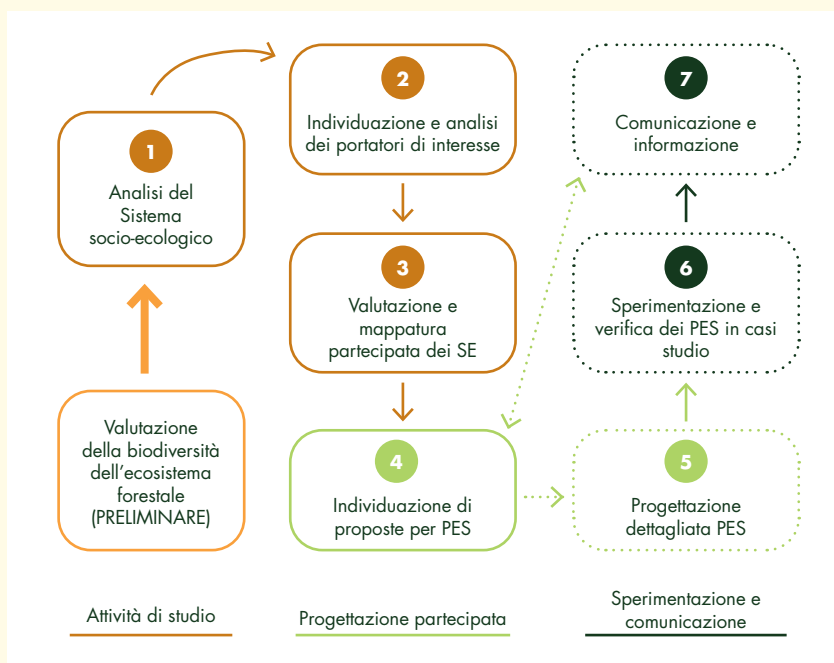 1
Analisi del
Sistema
socio-ecologico
Valutazione
della biodiversità
dell'ecosistema
forestale
(PRELIMINARE)
2
Individuazione e analisi
dei portatori di interesse
3
Valutazione e
mappatura
partecipata dei SE
4
Individuazione di
proposte per PES
5
Progettazione
dettagliata PES
6
Sperimentazione e
verifica dei PES in casi
studio
7
Comunicazione e
informazione
Attività di studio
Progettazione partecipata
Sperimentazione e
comunicazione